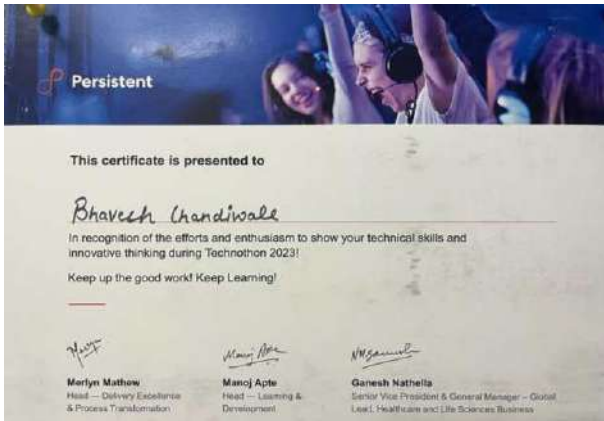 Persistent
This certificate is presented to
Bhavesh Chandiwale
In recognition of the efforts and enthusiasm to show your technical skills and
innovative thinking during Technothon 2023!
Keep up the good work! Keep Learning!
Merlyn Mathew
Head — Delivery Excellence
& Process Transformation
Manoj Apte
Head — Learning &
Development
Ganesh Nathella
Senior Vice President & General Manager – Global
Lead, Healthcare and Life Sciences Business